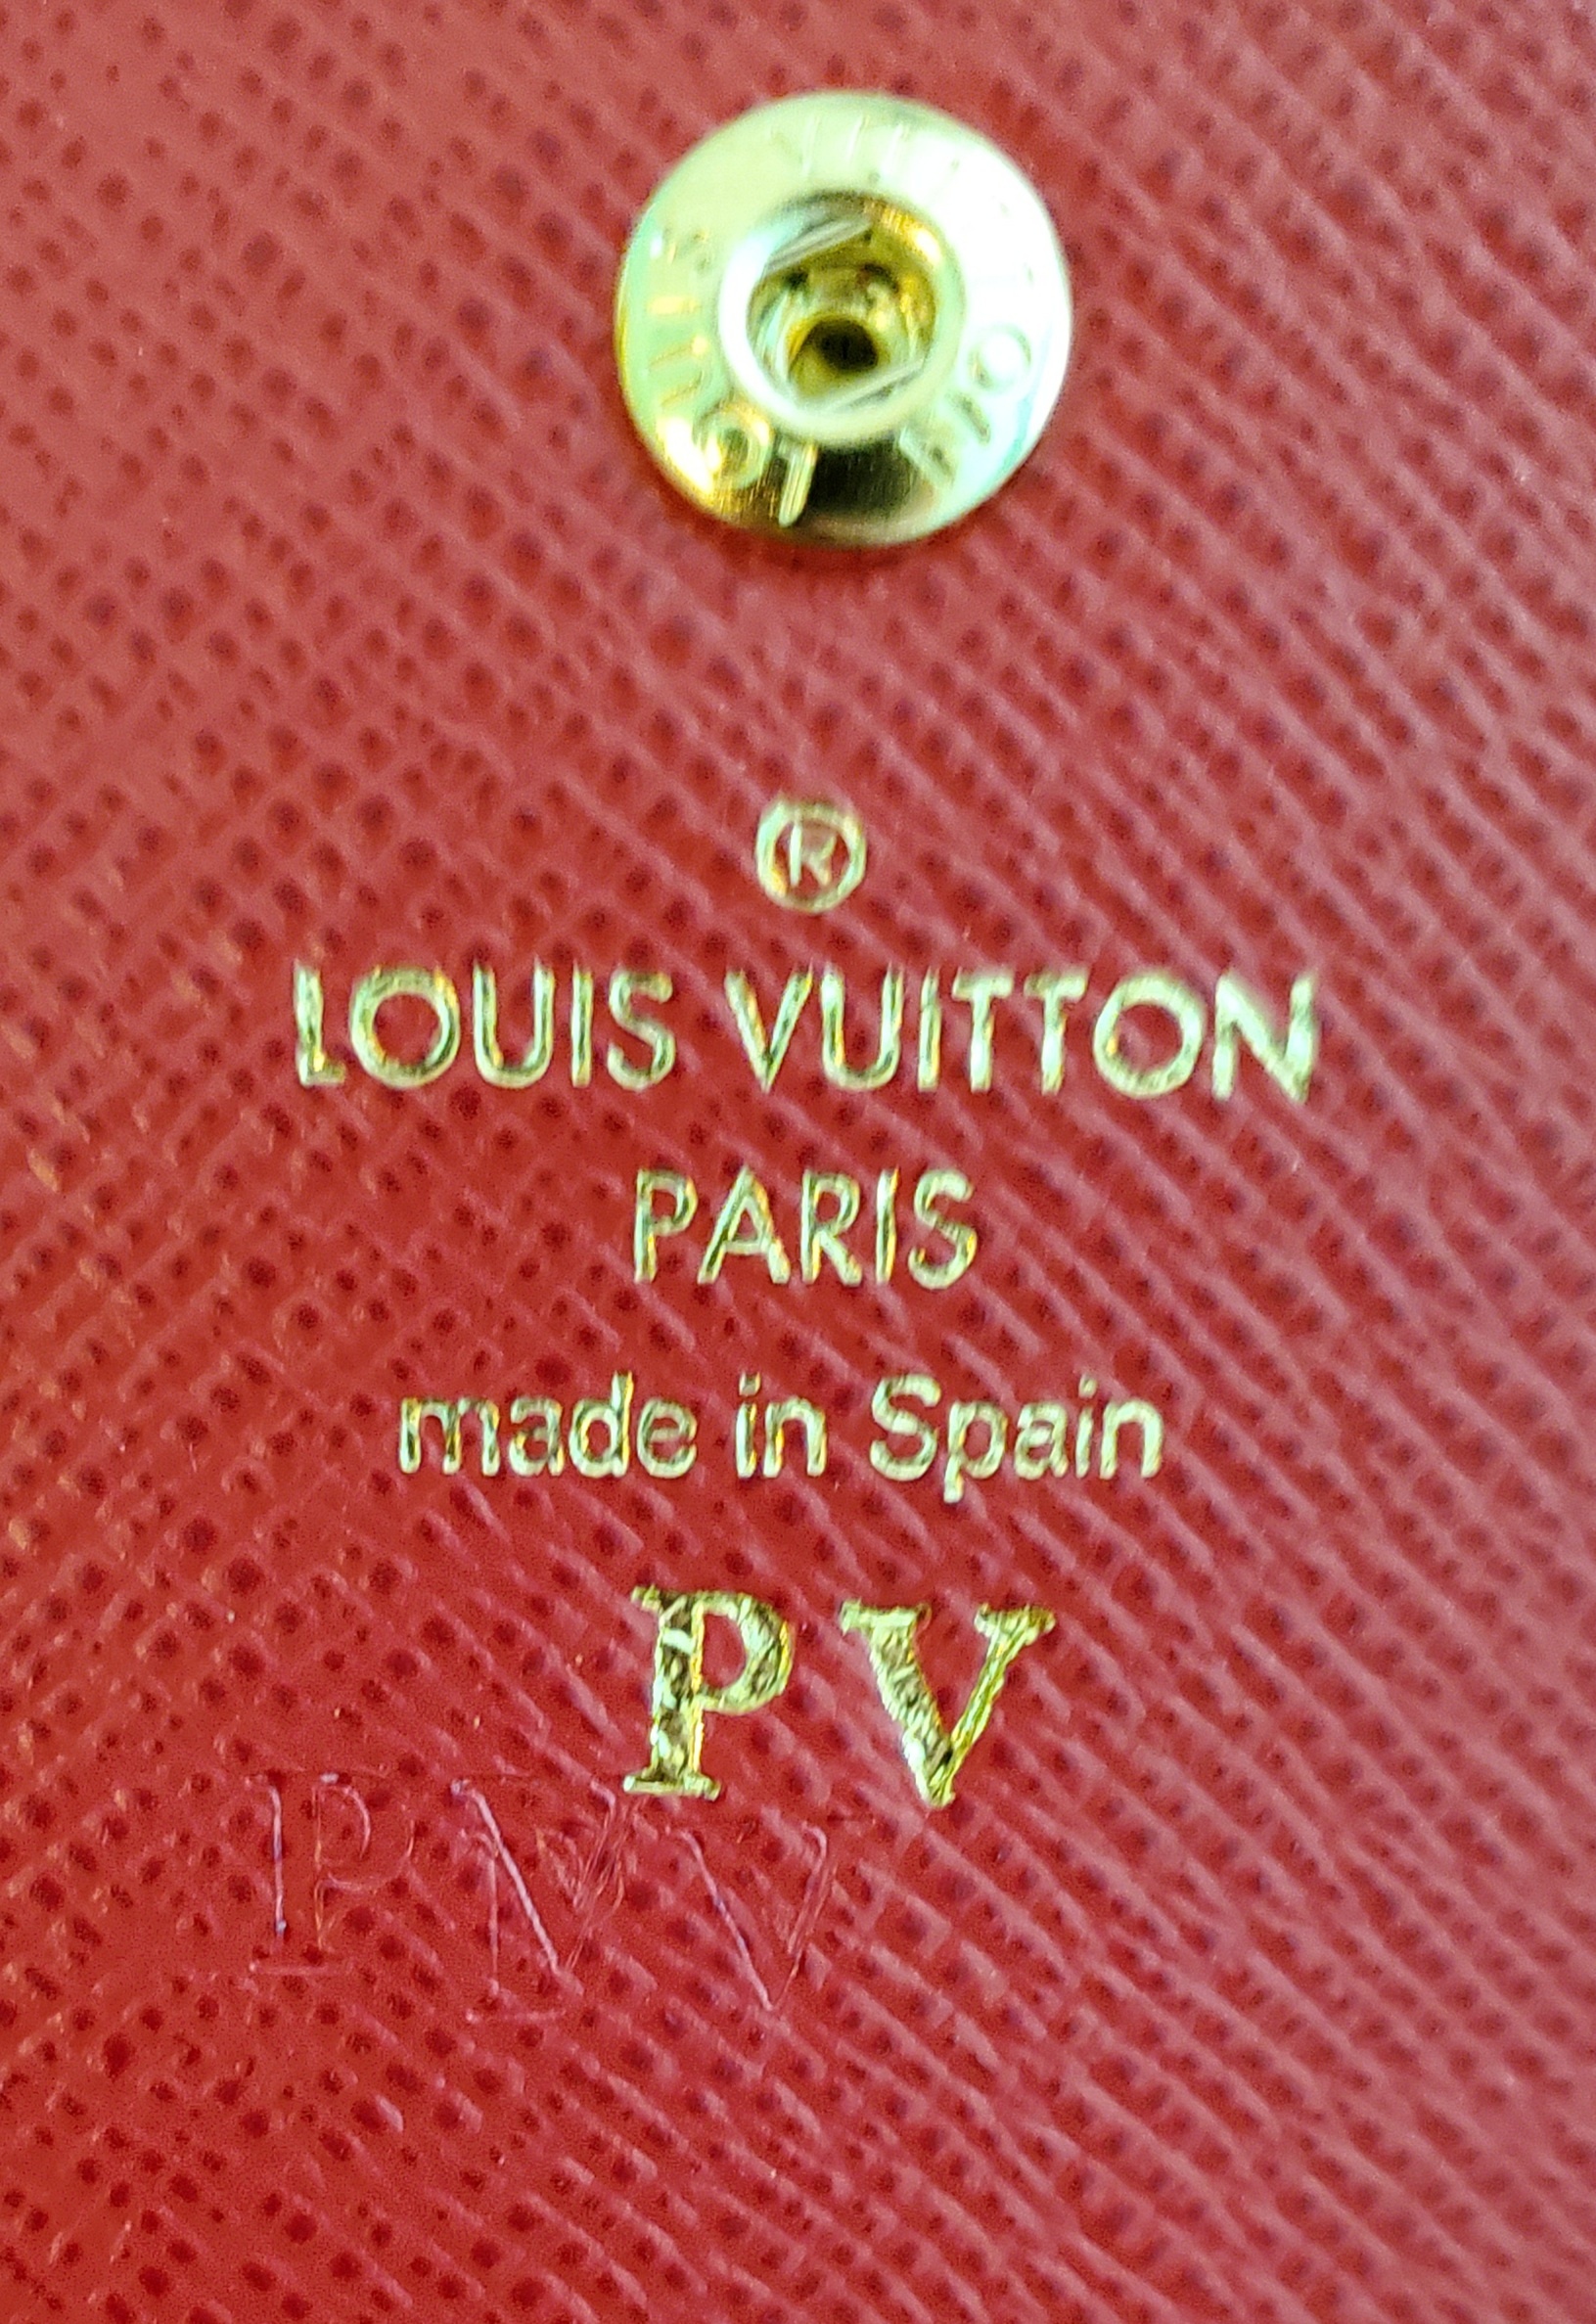 ®
LOUIS VUITTON
PARIS
made in Spain
PV
PVV